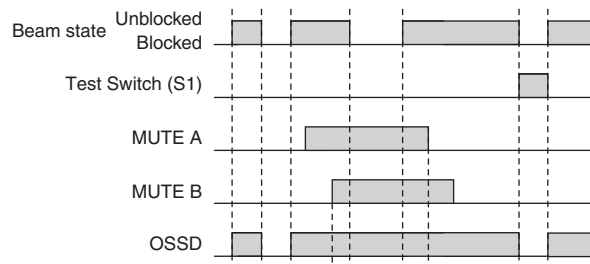 Beam state Unblocked
Blocked
Test Switch (S1)
MUTE A
MUTE B
OSSD